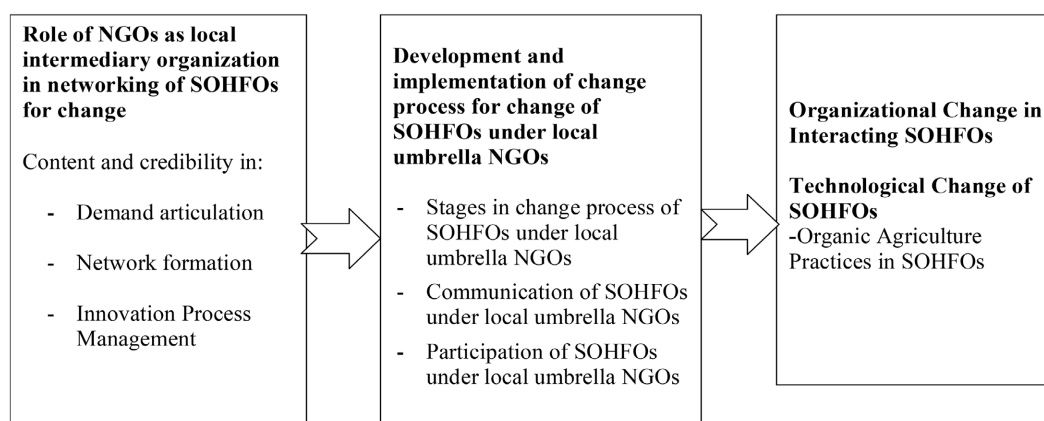 Role of NGOs as local
intermediary organization
in networking of SOHFOs
for change
Content and credibility in:
- Demand articulation
- Network formation
- Innovation Process
Management
Development and
implementation of change
process for change of
SOHFOs under local
umbrella NGOs
- Stages in change process of
SOHFOs under local
umbrella NGOs
- Communication of SOHFOs
under local umbrella NGOs
- Participation of SOHFOs
under local umbrella NGOs
Organizational Change in
Interacting SOHFOs
Technological Change of
SOHFOs
-Organic Agriculture
Practices in SOHFOs